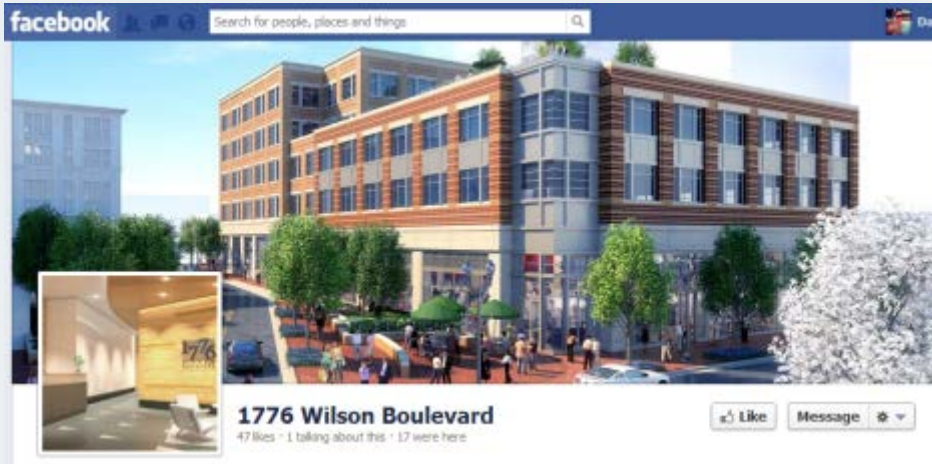 facebook
Search for people, places and things
Da
1776
1776 Wilson Boulevard
47 likes · 1 talking about this · 17 were here
Like
Message